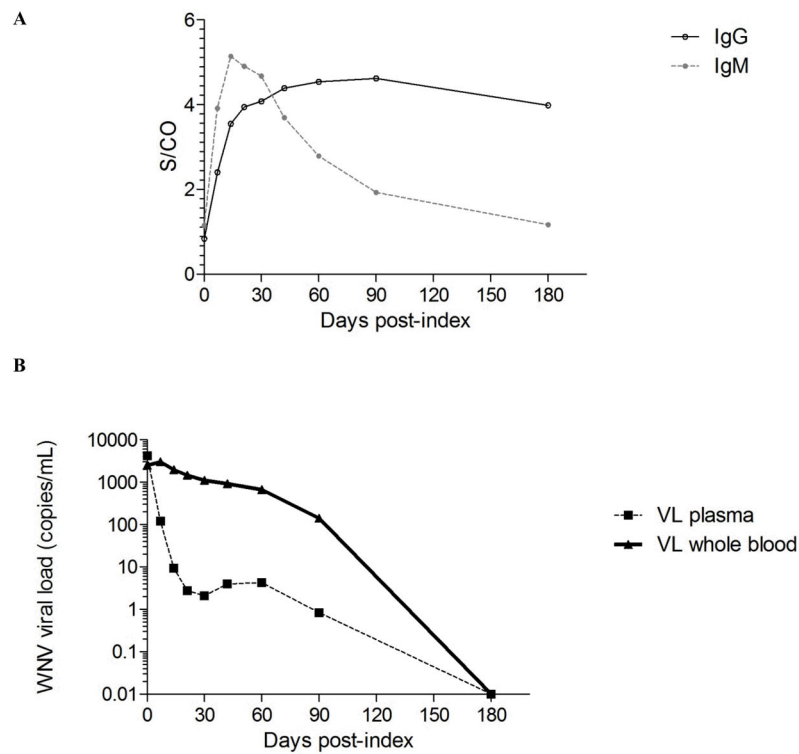 A
6
4
2
0
S/CO
0 30 60 90 120 150 180
Days post-index
IgG
IgM
B
10000
1000
100
10
1
0.1
0.01
WNV viral load (copies/mL)
0 30 60 90 120 150 180
Days post-index
VL plasma
VL whole blood